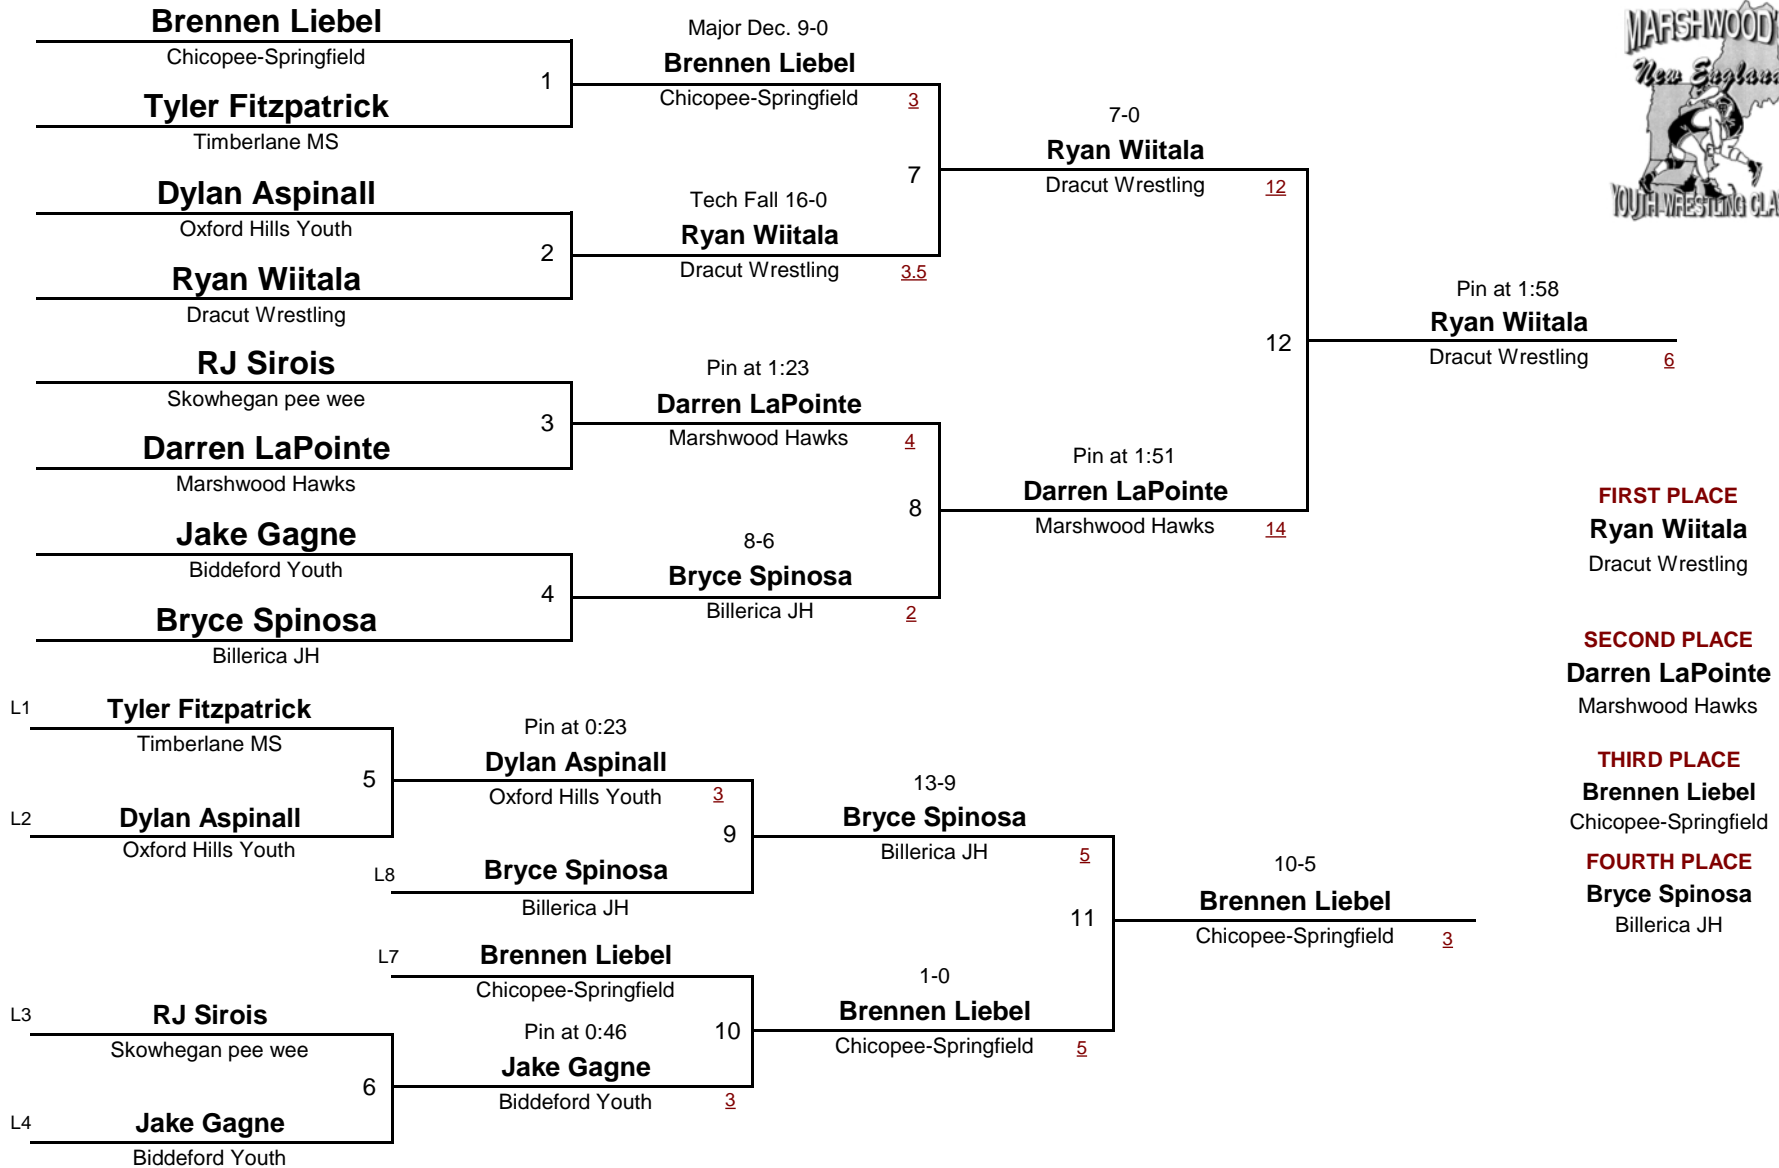 Brennen Liebel
Chicopee-Springfield
1
Tyler Fitzpatrick
Timberlane MS
Dylan Aspinall
Oxford Hills Youth
2
Ryan Wiitala
Dracut Wrestling
RJ Sirois
Skowhegan pee wee
3
Darren LaPointe
Marshwood Hawks
Jake Gagne
Biddeford Youth
4
Bryce Spinosa
Billerica JH
Major Dec. 9-0
Brennen Liebel
Chicopee-Springfield 3
7
Tech Fall 16-0
Ryan Wiitala
Dracut Wrestling 3.5
Pin at 1:23
Darren LaPointe
Marshwood Hawks 4
8
8-6
Bryce Spinosa
Billerica JH 2
7-0
Ryan Wiitala
Dracut Wrestling 12
12
Pin at 1:51
Darren LaPointe
Marshwood Hawks 14
Pin at 1:58
Ryan Wiitala
Dracut Wrestling 6
MARSHWOOD'
New England
YOUTH WRESTLING CLA
FIRST PLACE
Ryan Wiitala
Dracut Wrestling
SECOND PLACE
Darren LaPointe
Marshwood Hawks
THIRD PLACE
Brennen Liebel
Chicopee-Springfield
FOURTH PLACE
Bryce Spinosa
Billerica JH
L1 Tyler Fitzpatrick
Timberlane MS
5
L2 Dylan Aspinall
Oxford Hills Youth
Pin at 0:23
Dylan Aspinall
Oxford Hills Youth 3
9
L8 Bryce Spinosa
Billerica JH
L7 Brennen Liebel
Chicopee-Springfield
10
L3 RJ Sirois
Skowhegan pee wee
6
L4 Jake Gagne
Biddeford Youth
Pin at 0:46
Jake Gagne
Biddeford Youth 3
13-9
Bryce Spinosa
Billerica JH 5
11
1-0
Brennen Liebel
Chicopee-Springfield 5
10-5
Brennen Liebel
Chicopee-Springfield 3